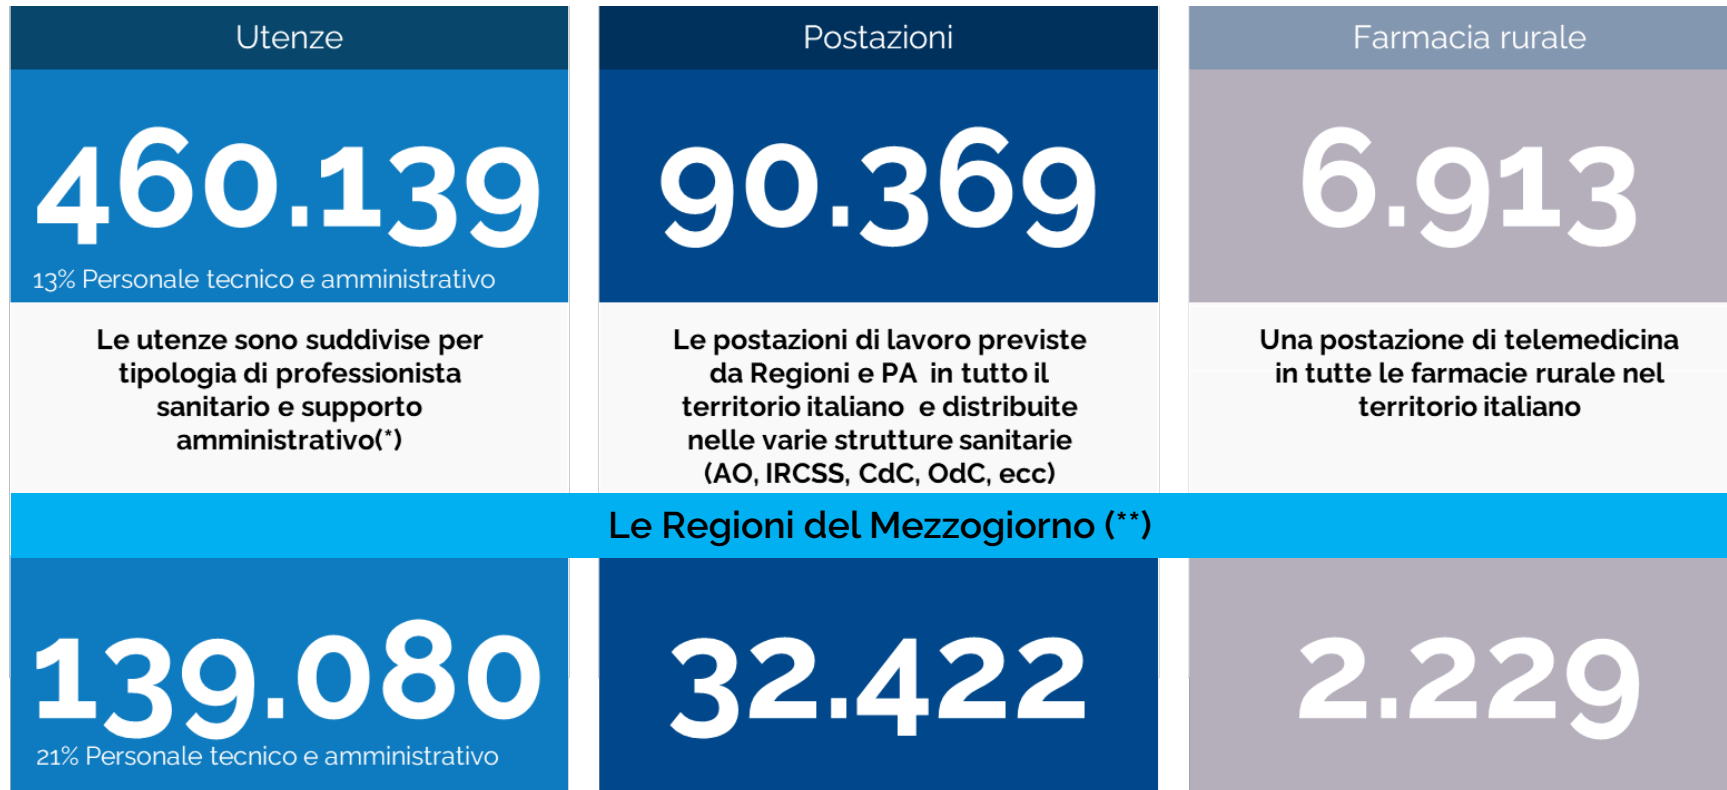 Utenze
460.139
13% Personale tecnico e amministrativo
Le utenze sono suddivise per
tipologia di professionista
sanitario e supporto
amministrativo(*)
Postazioni
90.369
Le postazioni di lavoro previste
da Regioni e PA in tutto il
territorio italiano e distribuite
nelle varie strutture sanitarie
(AO, IRCSS, CdC, OdC, ecc)
Farmacia rurale
6.913
Una postazione di telemedicina
in tutte le farmacie rurale nel
territorio italiano
Le Regioni del Mezzogiorno (**)
139.080
21% Personale tecnico e amministrativo
32.422
2.229